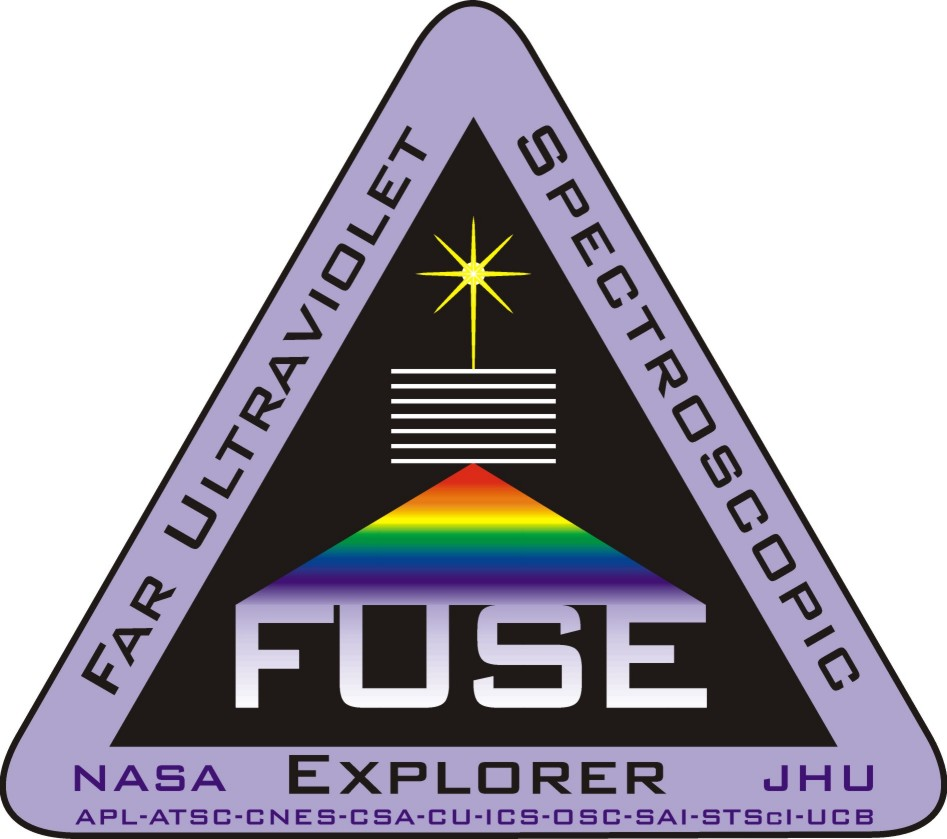 FAR ULTRAVIOLET
SPECTROSCOPIC
FUSE
NASA EXPLORER JHU
APL-ATSC-CNES-CSA-CU-ICS-OSC-SAI-STScI-UCB